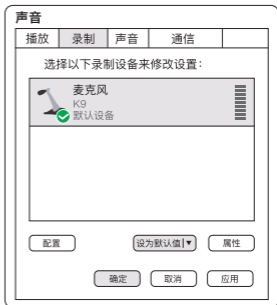 声音
播放 录制 声音 通信
选择以下录制设备来修改设置：
麦克风
K9
默认设备
配置 设为默认值 属性
确定 取消 应用